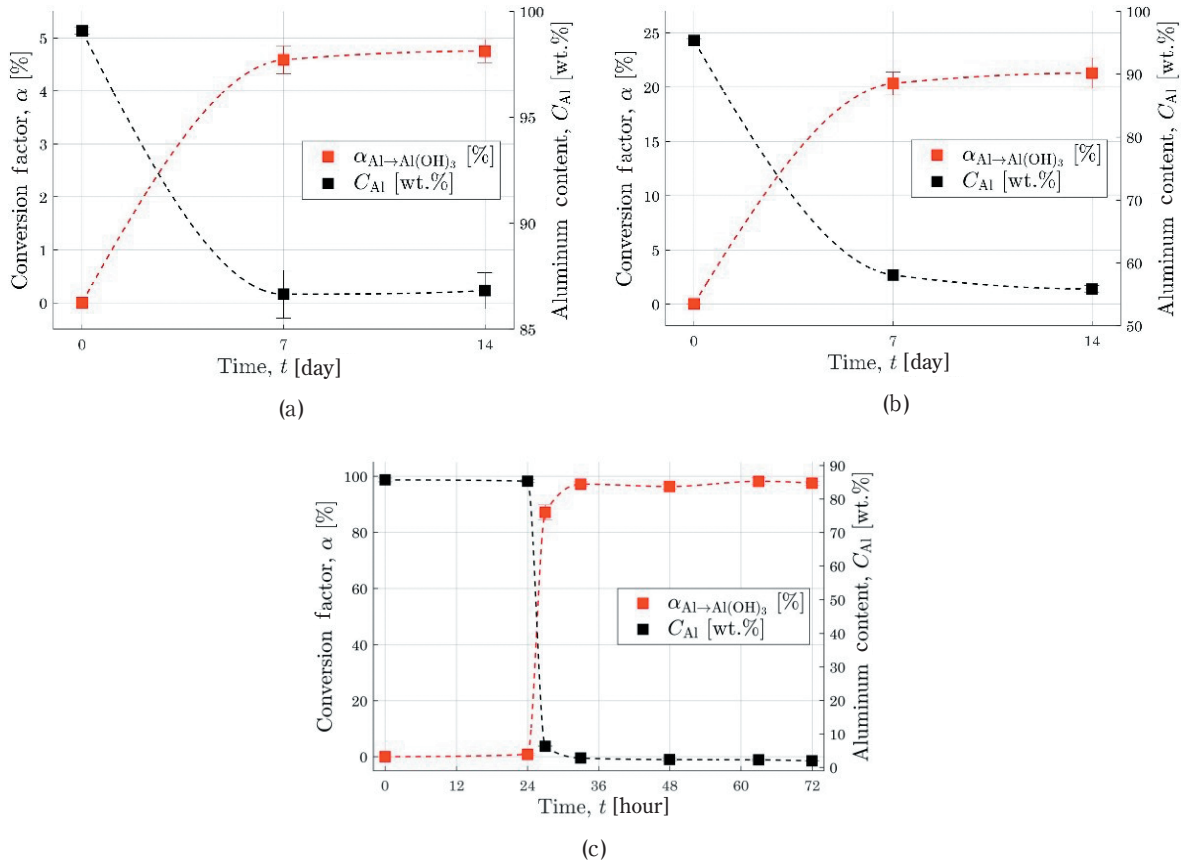 Conversion factor, α [%]
5
4
3
2
1
0
100
95
90
85
Aluminum content, C_Al [wt.%]
α_Al→Al(OH)₃ [%]
C_Al [wt.%]
0 7 14
Time, t [day]
(a)
Conversion factor, α [%]
25
20
15
10
5
0
100
90
80
70
60
50
Aluminum content, C_Al [wt.%]
α_Al→Al(OH)₃ [%]
C_Al [wt.%]
0 7 14
Time, t [day]
(b)
Conversion factor, α [%]
100
80
60
40
20
0
90
80
70
60
50
40
30
20
10
0
Aluminum content, C_Al [wt.%]
α_Al→Al(OH)₃ [%]
C_Al [wt.%]
0 12 24 36 48 60 72
Time, t [hour]
(c)